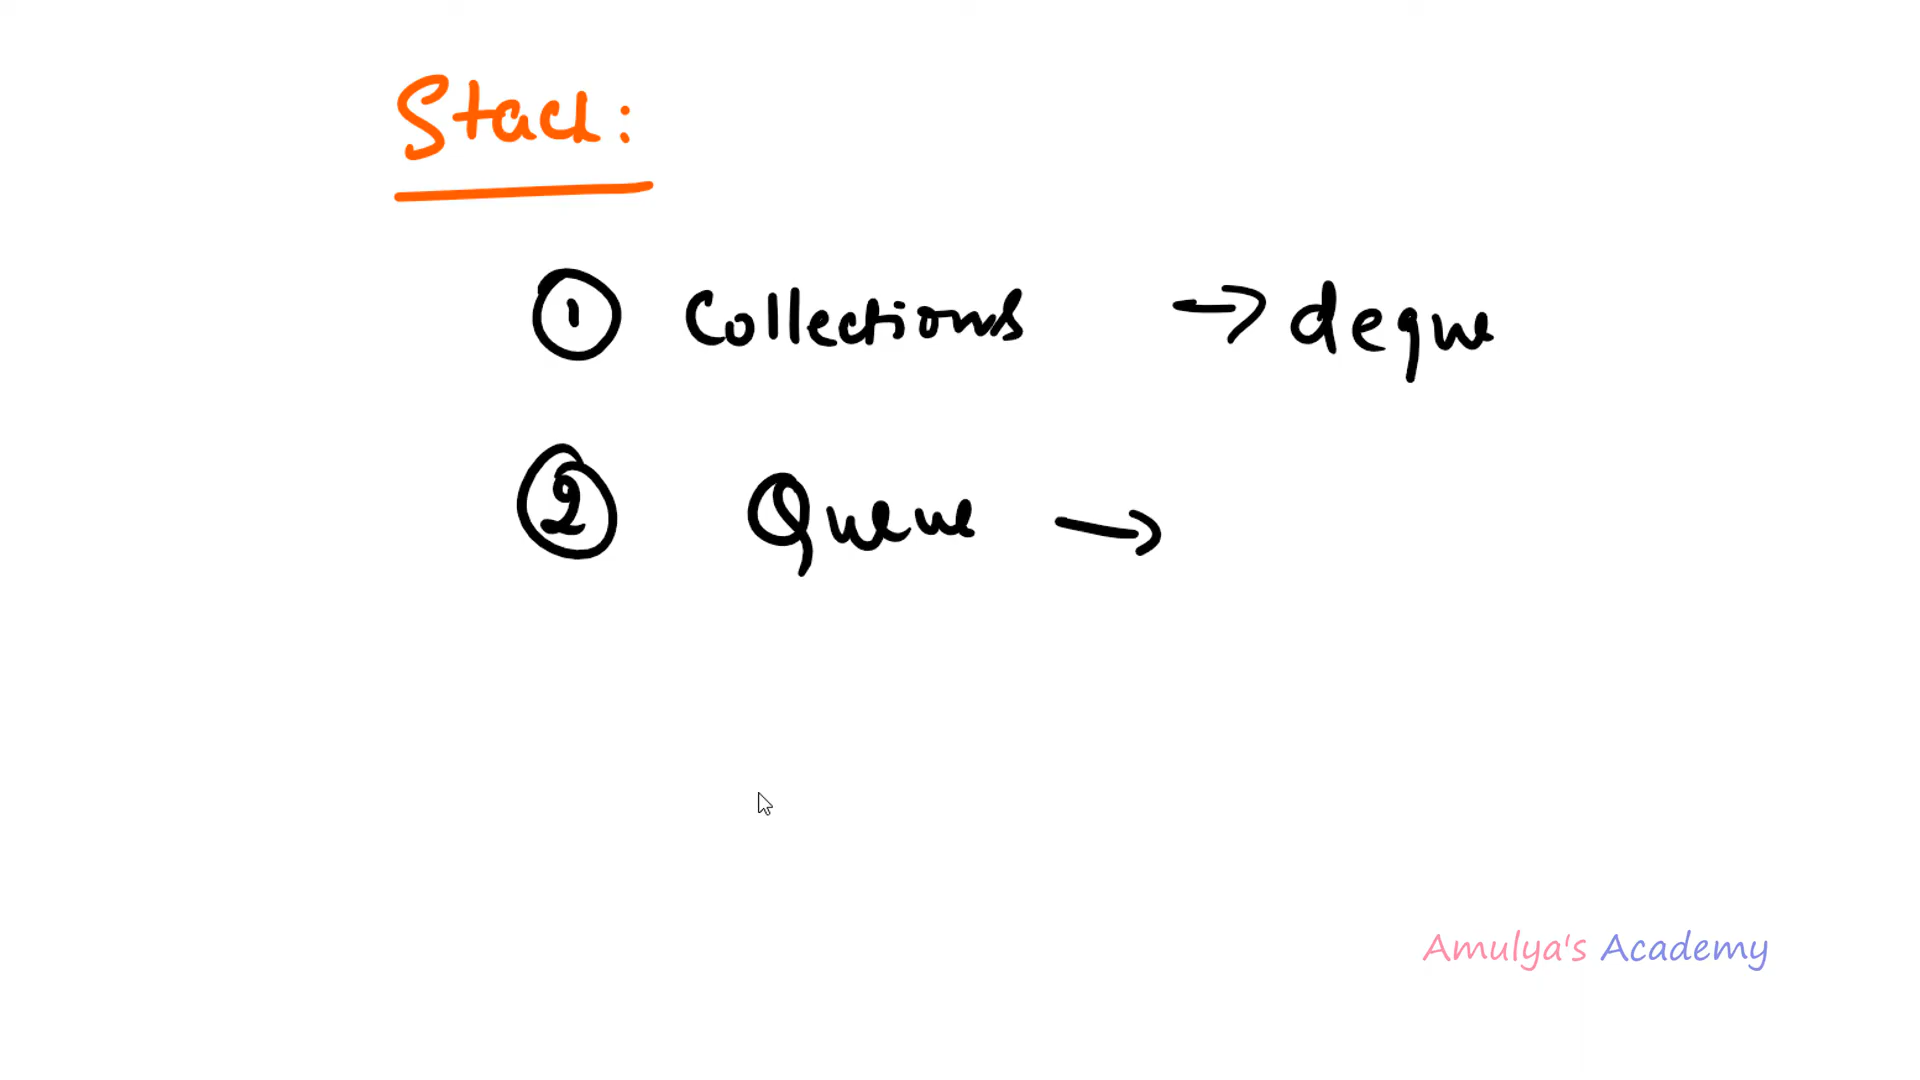 Stack:
① Collections → deque
② Queue →
Amulya's Academy